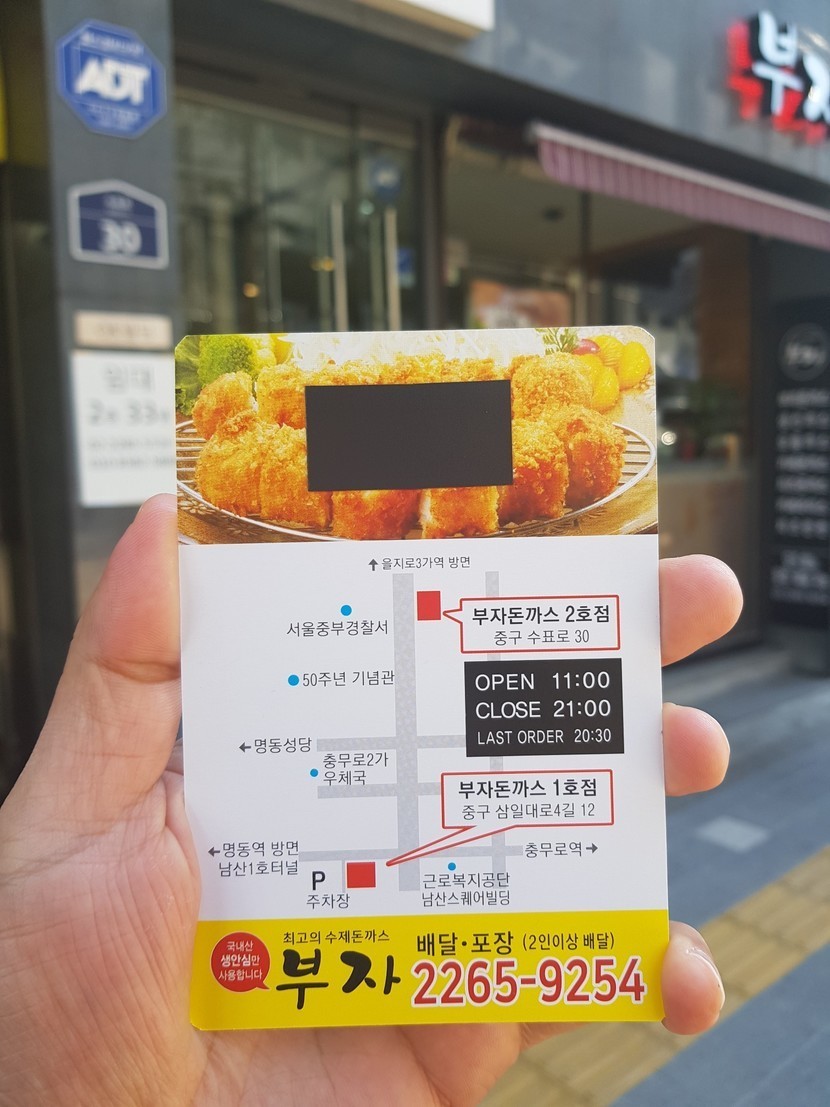 ADT
30
부자
임대
↑ 을지로3가역 방면
서울중부경찰서
부자돈까스 2호점
중구 수표로 30
50주년 기념관
OPEN 11:00
CLOSE 21:00
LAST ORDER 20:30
←명동성당
충무로2가
우체국
부자돈까스 1호점
중구 삼일대로4길 12
←명동역 방면
남산1호터널
충무로역→
P
주차장
근로복지공단
남산스퀘어빌딩
국내산
생안심만
사용합니다
최고의 수제돈까스
부자
배달·포장 (2인이상 배달)
2265-9254